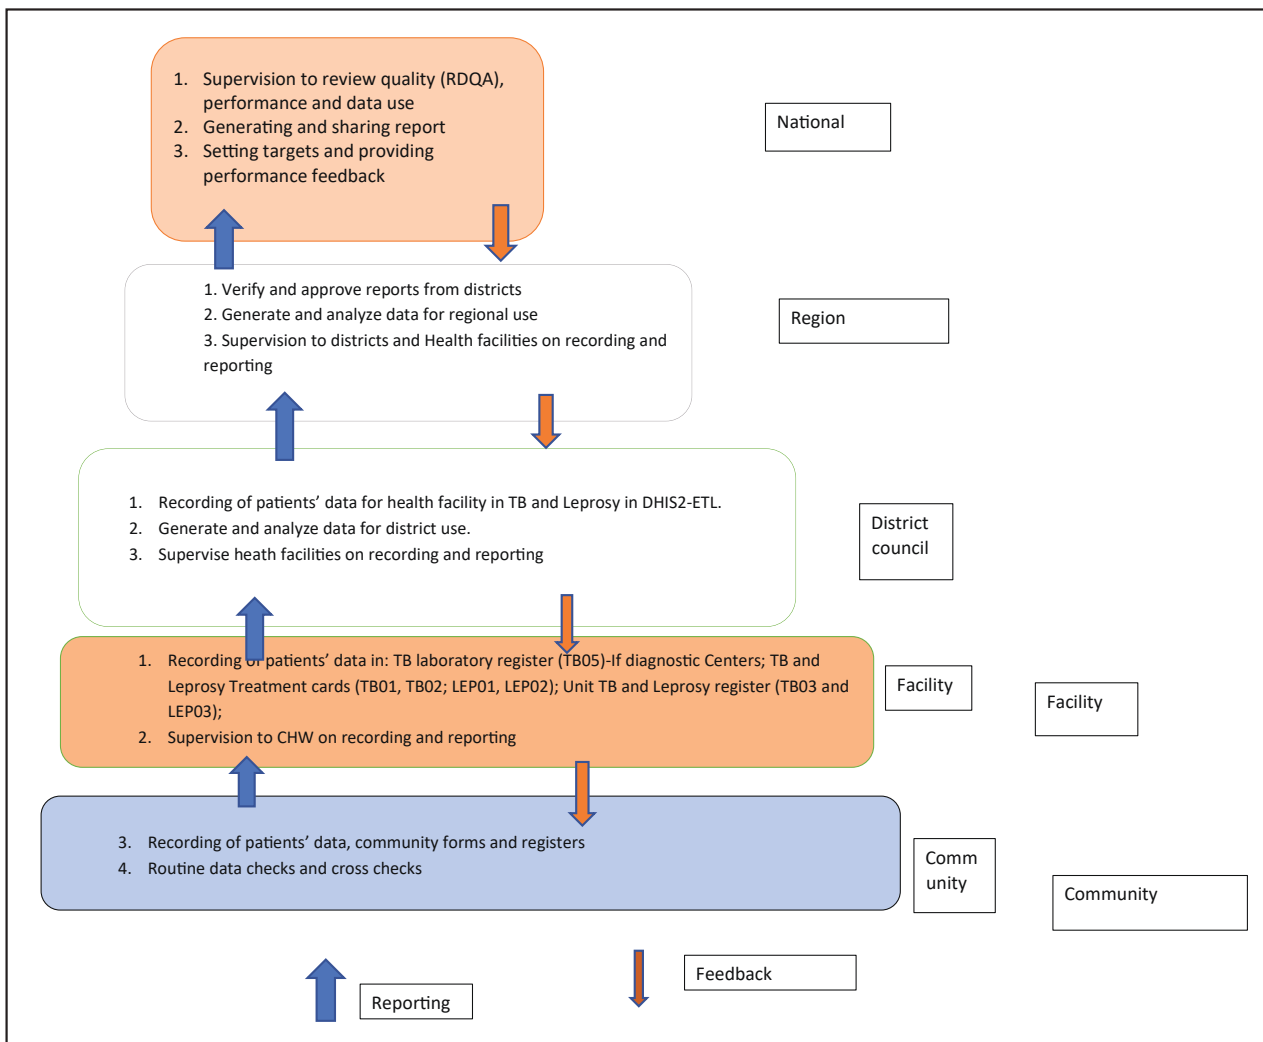 1. Supervision to review quality (RDQA),
performance and data use
2. Generating and sharing report
3. Setting targets and providing
performance feedback
National
1. Verify and approve reports from districts
2. Generate and analyze data for regional use
3. Supervision to districts and Health facilities on recording and
reporting
Region
1. Recording of patients’ data for health facility in TB and Leprosy in DHIS2-ETL.
2. Generate and analyze data for district use.
3. Supervise heath facilities on recording and reporting
District
council
1. Recording of patients’ data in: TB laboratory register (TB05)-If diagnostic Centers; TB and
Leprosy Treatment cards (TB01, TB02; LEP01, LEP02); Unit TB and Leprosy register (TB03 and
LEP03);
2. Supervision to CHW on recording and reporting
Facility
Facility
3. Recording of patients’ data, community forms and registers
4. Routine data checks and cross checks
Comm
unity
Community
Reporting
Feedback